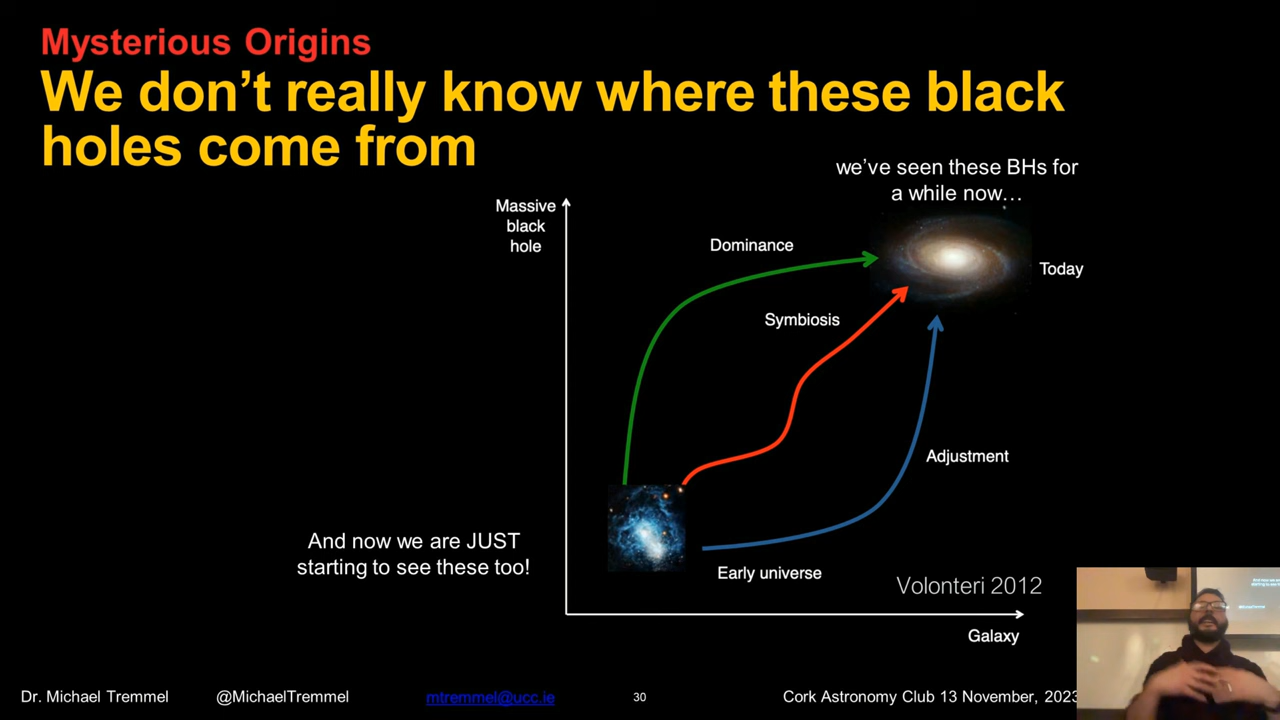 Mysterious Origins
We don't really know where these black
holes come from
we've seen these BHs for
a while now...
Massive
black
hole
Dominance
Today
Symbiosis
Adjustment
And now we are JUST
starting to see these too!
Early universe
Volonteri 2012
Galaxy
Dr. Michael Tremmel
@MichaelTremmel
mtremmel@ucc.ie
30
Cork Astronomy Club 13 November, 2023